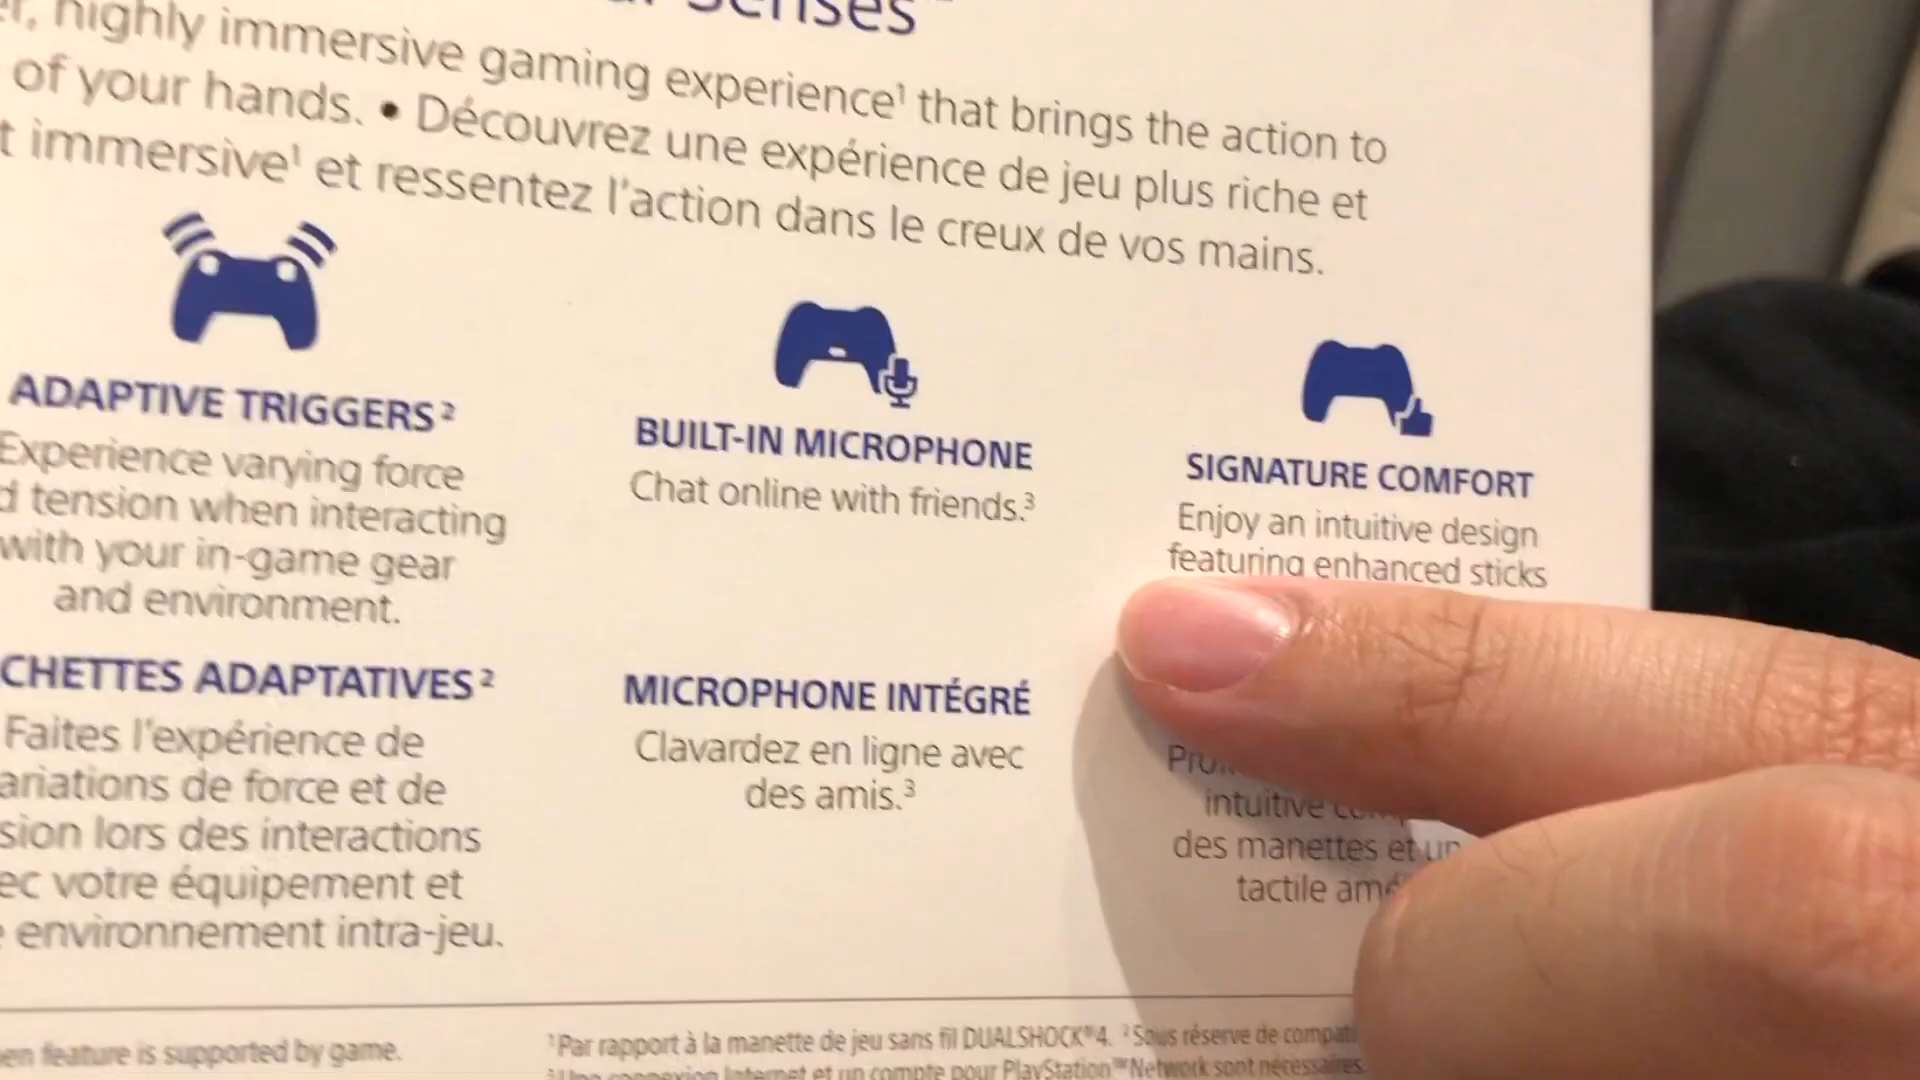 Senses™
highly immersive gaming experience¹ that brings the action to
of your hands. • Découvrez une expérience de jeu plus riche et
immersive¹ et ressentez l'action dans le creux de vos mains.
ADAPTIVE TRIGGERS²
Experience varying force
tension when interacting
with your in-game gear
and environment.
CHETTES ADAPTATIVES²
Faites l'expérience de
ariations de force et de
sion lors des interactions
ec votre équipement et
environnement intra-jeu.
BUILT-IN MICROPHONE
Chat online with friends.³
MICROPHONE INTÉGRÉ
Clavardez en ligne avec
des amis.³
SIGNATURE COMFORT
Enjoy an intuitive design
featuring enhanced sticks
intuitive
des manettes et un
tactile
feature is supported by game.
¹Par rapport à la manette de jeu sans fil DUALSHOCK®4. ²Sous réserve de compati
³Une connexion Internet et un compte pour PlayStation™Network sont nécessaires.